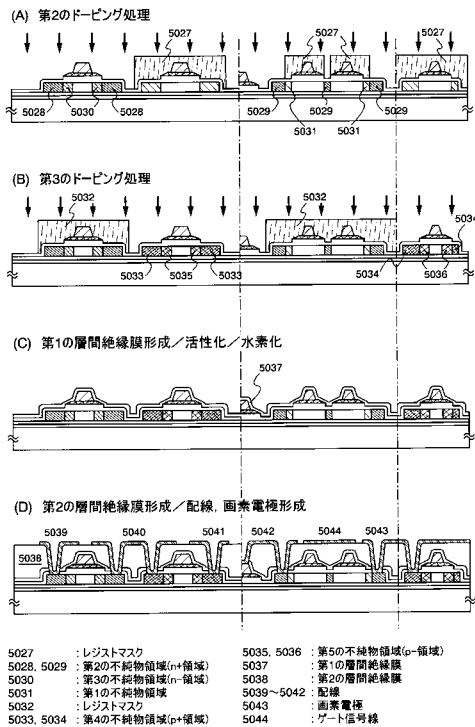 (A) 第2のドーピング処理
5027
5027
5027
5028
5030
5028
5029
5029
5029
5031
5031
(B) 第3のドーピング処理
5032
5032
5034
5033
5035
5033
5034
5036
(C) 第1の層間絶縁膜形成/活性化/水素化
5037
(D) 第2の層間絶縁膜形成/配線, 画素電極形成
5039
5040
5041
5042
5044
5043
5038
5027 : レジストマスク
5028, 5029 : 第2の不純物領域(n+領域)
5030 : 第3の不純物領域(n-領域)
5031 : 第1の不純物領域
5032 : レジストマスク
5033, 5034 : 第4の不純物領域(p+領域)
5035, 5036 : 第5の不純物領域(p-領域)
5037 : 第1の層間絶縁膜
5038 : 第2の層間絶縁膜
5039~5042 : 配線
5043 : 画素電極
5044 : ゲート信号線